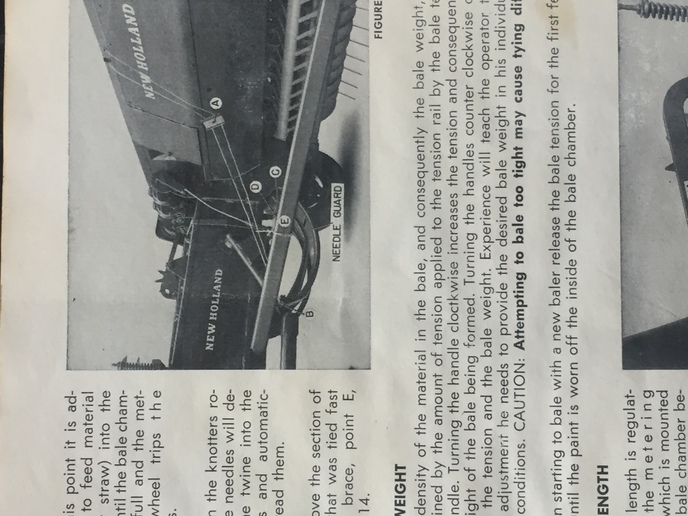 is point it is ad-
to feed material
straw) into the
ntil the bale cham-
full and the met-
wheel trips the
s.
n the knotters ro-
e needles will de-
he twine into the
s and automatic-
ead them.
ove the section of
hat was tied fast
brace, point E,
14.
NEW HOLLAND
NEW HOLLAND
A
D
C
E
B
NEEDLE GUARD
FIGURE
WEIGHT
density of the material in the bale, and consequently the bale weight,
ined by the amount of tension applied to the tension rail by the bale te
ndle. Turning the handle clockwise increases the tension and consequen
ight of the bale being formed. Turning the handles counter clockwise
the tension and the bale weight. Experience will teach the operator t
adjustment he needs to provide the desired bale weight in his individu
conditions. CAUTION: Attempting to bale too tight may cause tying dif
n starting to bale with a new baler release the bale tension for the first fe
ntil the paint is worn off the inside of the bale chamber.
ENGTH
length is regulat-
the metering
which is mounted
bale chamber be-